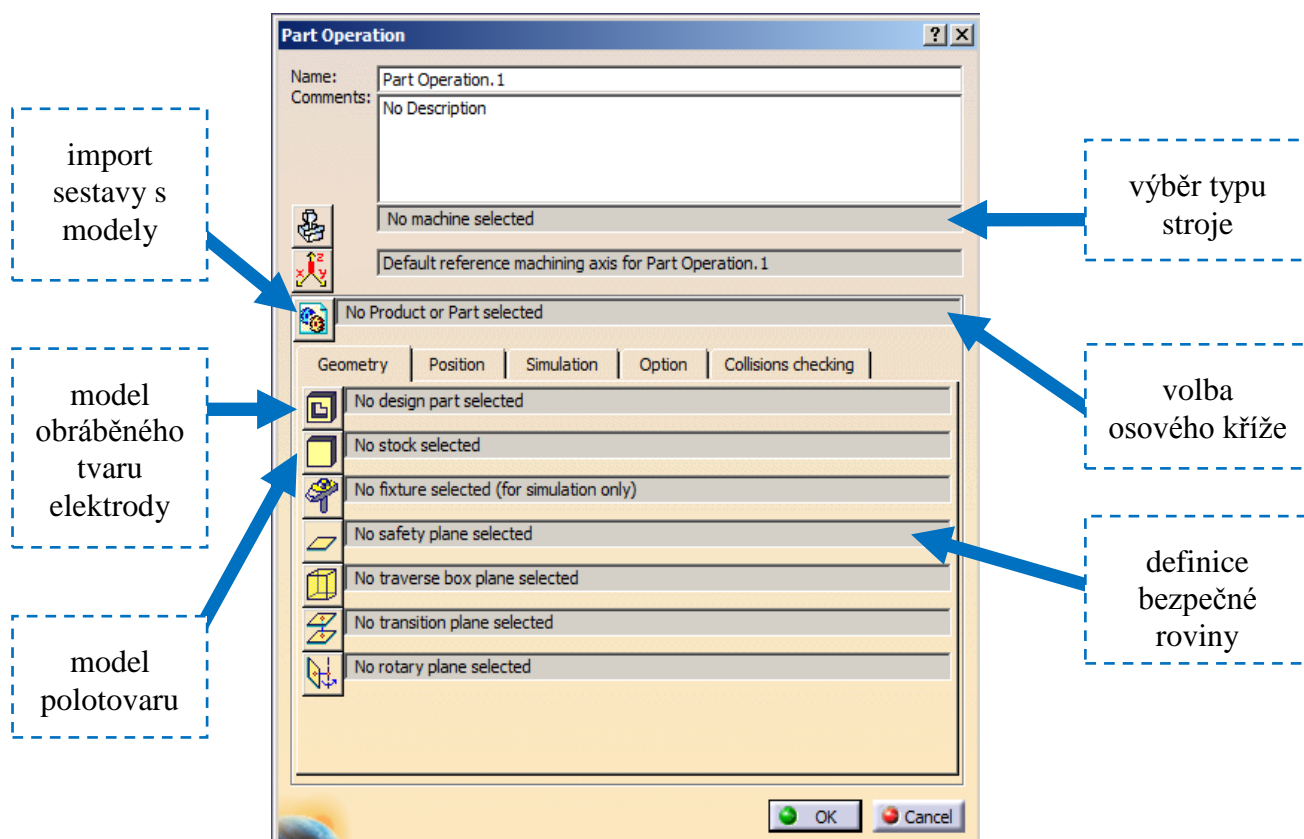 Part Operation
Name:
Part Operation.1
Comments:
No Description
No machine selected
Default reference machining axis for Part Operation.1
No Product or Part selected
Geometry
Position
Simulation
Option
Collisions checking
No design part selected
No stock selected
No fixture selected (for simulation only)
No safety plane selected
No traverse box plane selected
No transition plane selected
No rotary plane selected
OK
Cancel
import
sestavy s
modely
model
obráběného
tvaru
elektrody
model
polotovaru
výběr typu
stroje
volba
osového kříže
definice
bezpečné
roviny